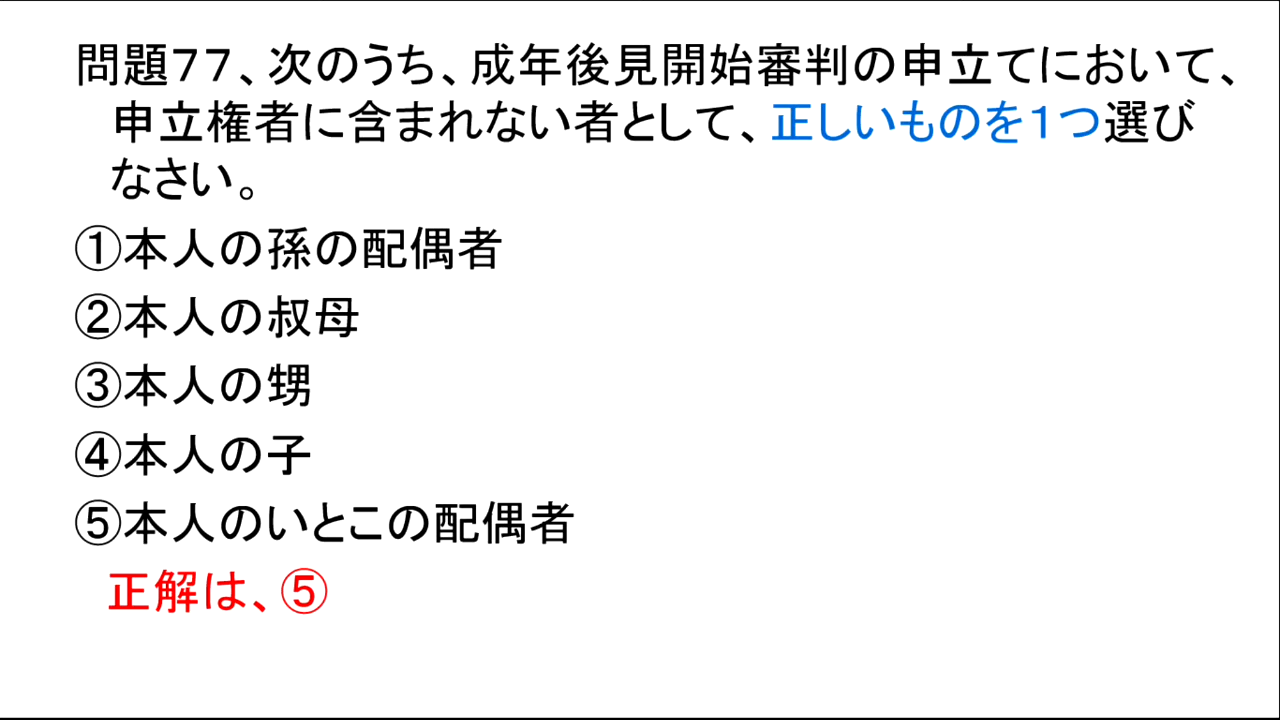 問題７７、次のうち、成年後見開始審判の申立てにおいて、
申立権者に含まれない者として、正しいものを１つ選び
なさい。
①本人の孫の配偶者
②本人の叔母
③本人の甥
④本人の子
⑤本人のいとこの配偶者
正解は、⑤